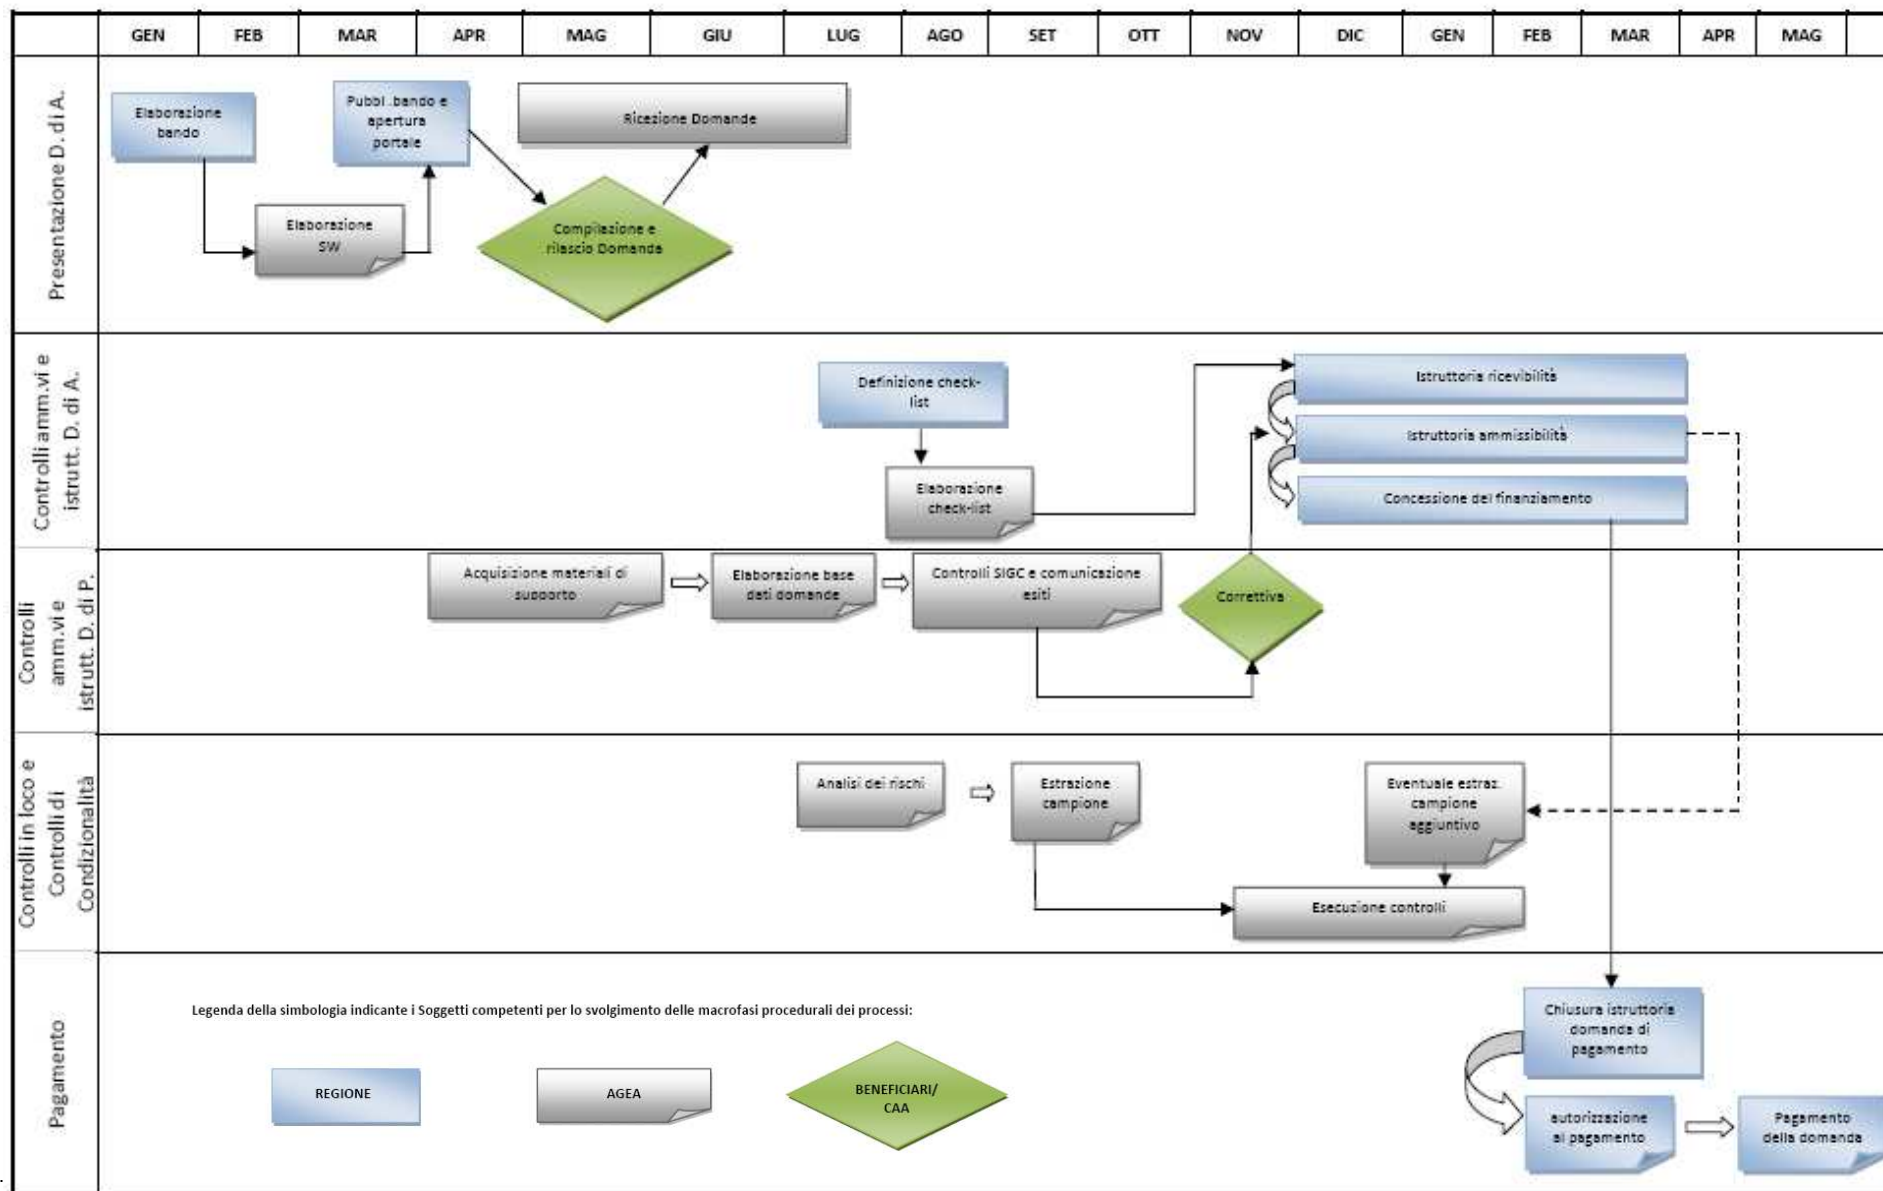 GEN FEB MAR APR MAG GIU LUG AGO SET OTT NOV DIC GEN FEB MAR APR MAG
Presentazione D. di A.
Elaborazione
bando
Pubbl .bando e
apertura
portale
Ricezione Domande
Elaborazione
SW
Compilazione e
rilascio Domanda
Controlli amm.vi e
istrutt. D. di A.
Definizione check-
list
Elaborazione
check-list
Istruttoria ricevibilità
Istruttoria ammissibilità
Concessione del finanziamento
Controlli
amm.vi e
istrutt. D. di P.
Acquisizione materiali di
supporto
Elaborazione base
dati domande
Controlli SIGC e comunicazione
esiti
Correttiva
Controlli in loco e
Controlli di
Condizionalità
Analisi dei rischi
Estrazione
campione
Eventuale estraz.
campione
aggiuntivo
Esecuzione controlli
Pagamento
Legenda della simbologia indicante i Soggetti competenti per lo svolgimento delle macrofasi procedurali dei processi:
REGIONE
AGEA
BENEFICIARI/
CAA
Chiusura istruttoria
domanda di
pagamento
autorizzazione
al pagamento
Pagamento
della domanda